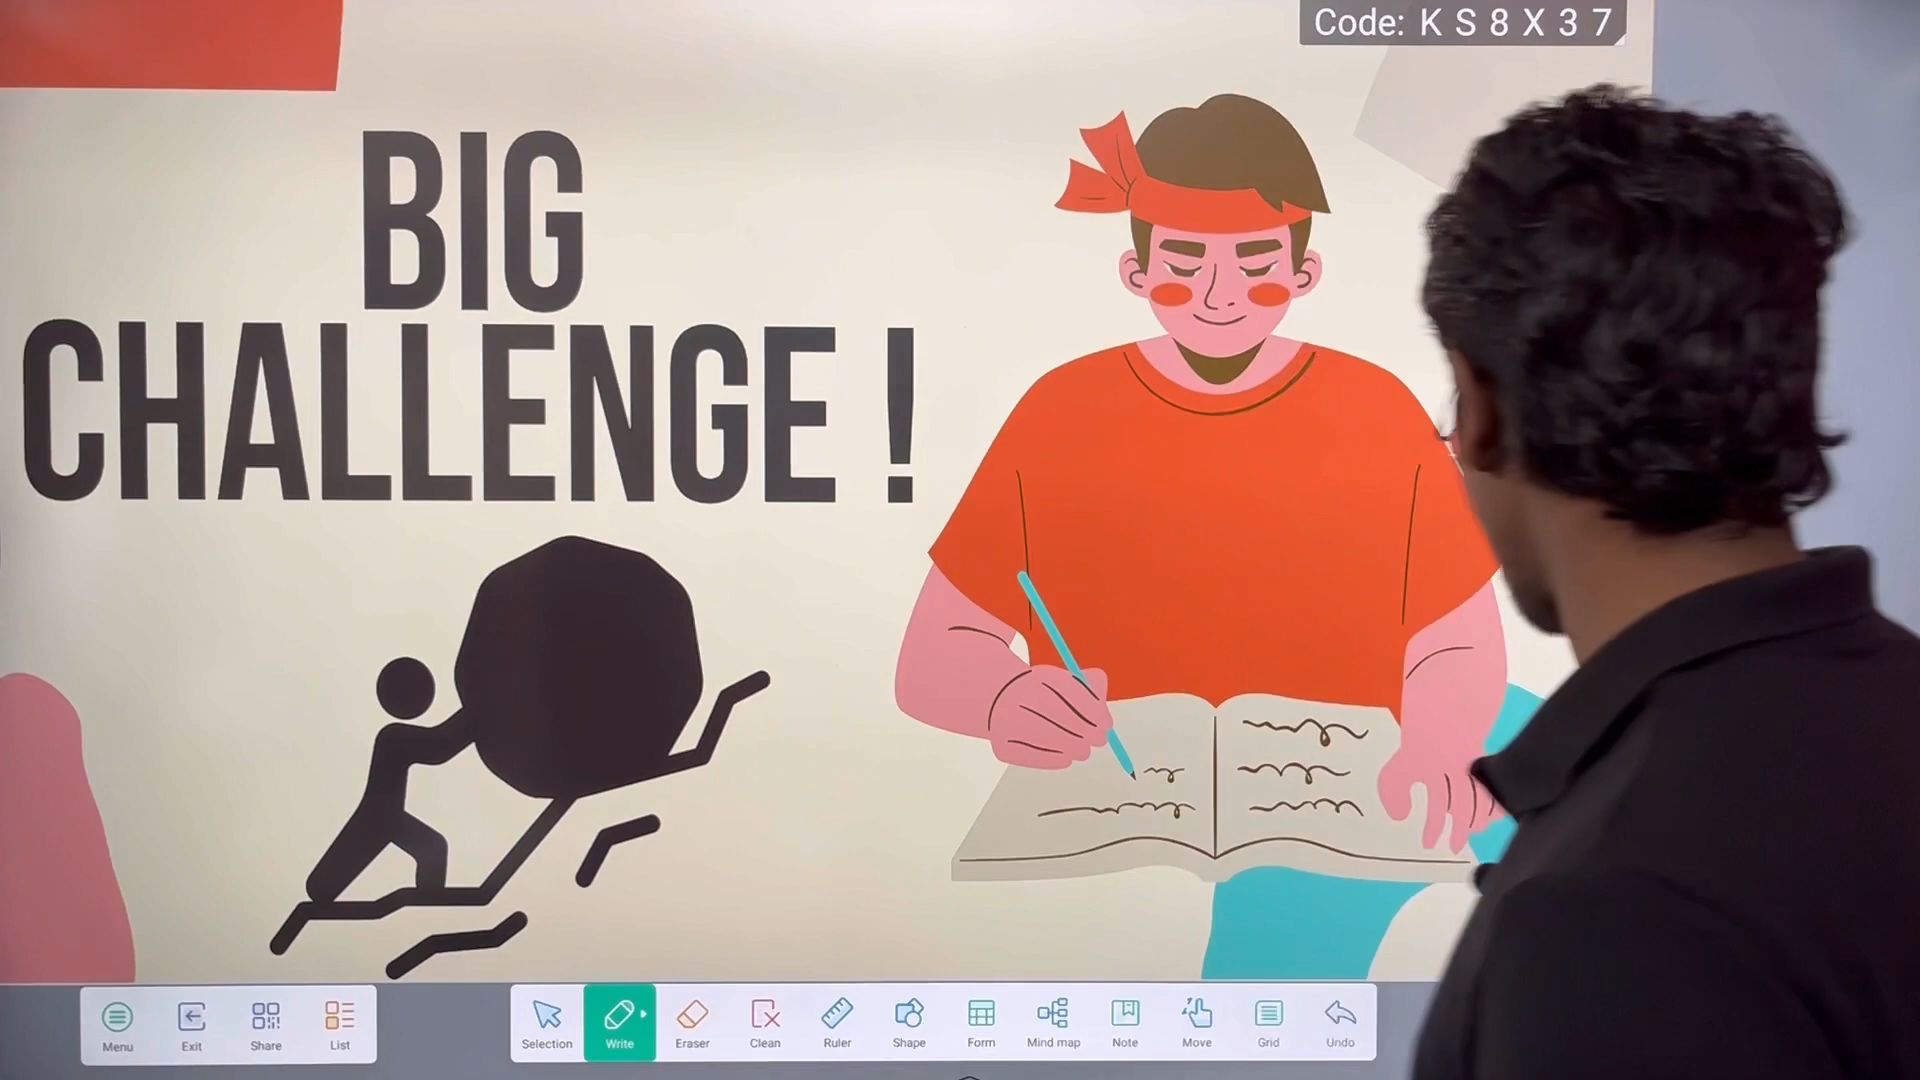 Code: K S 8 X 3 7
BIG
CHALLENGE !
Menu Exit Share List
Selection Write Eraser Clean Ruler Shape Form Mind map Note Move Grid Undo